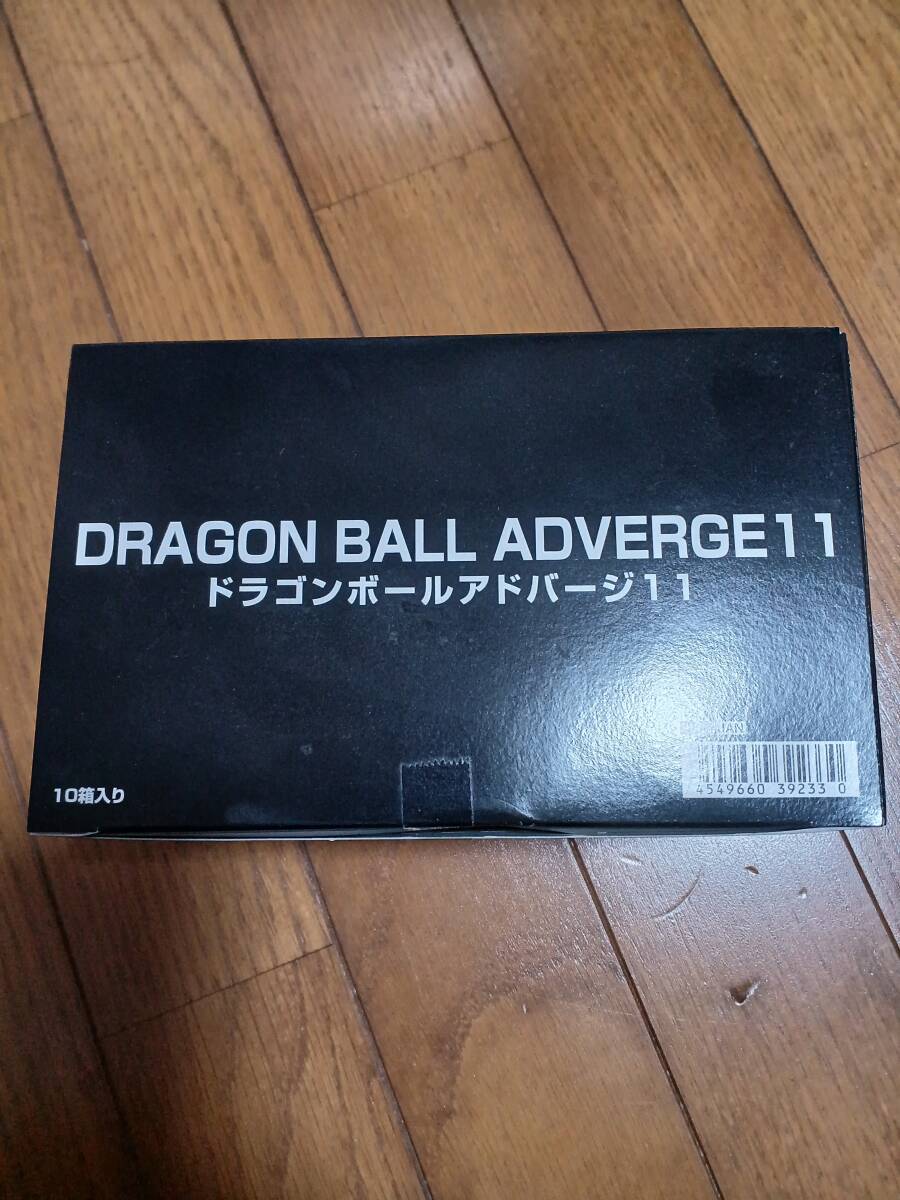 DRAGON BALL ADVERGE11
ドラゴンボールアドバージ11
10箱入り
4549660 39233 0